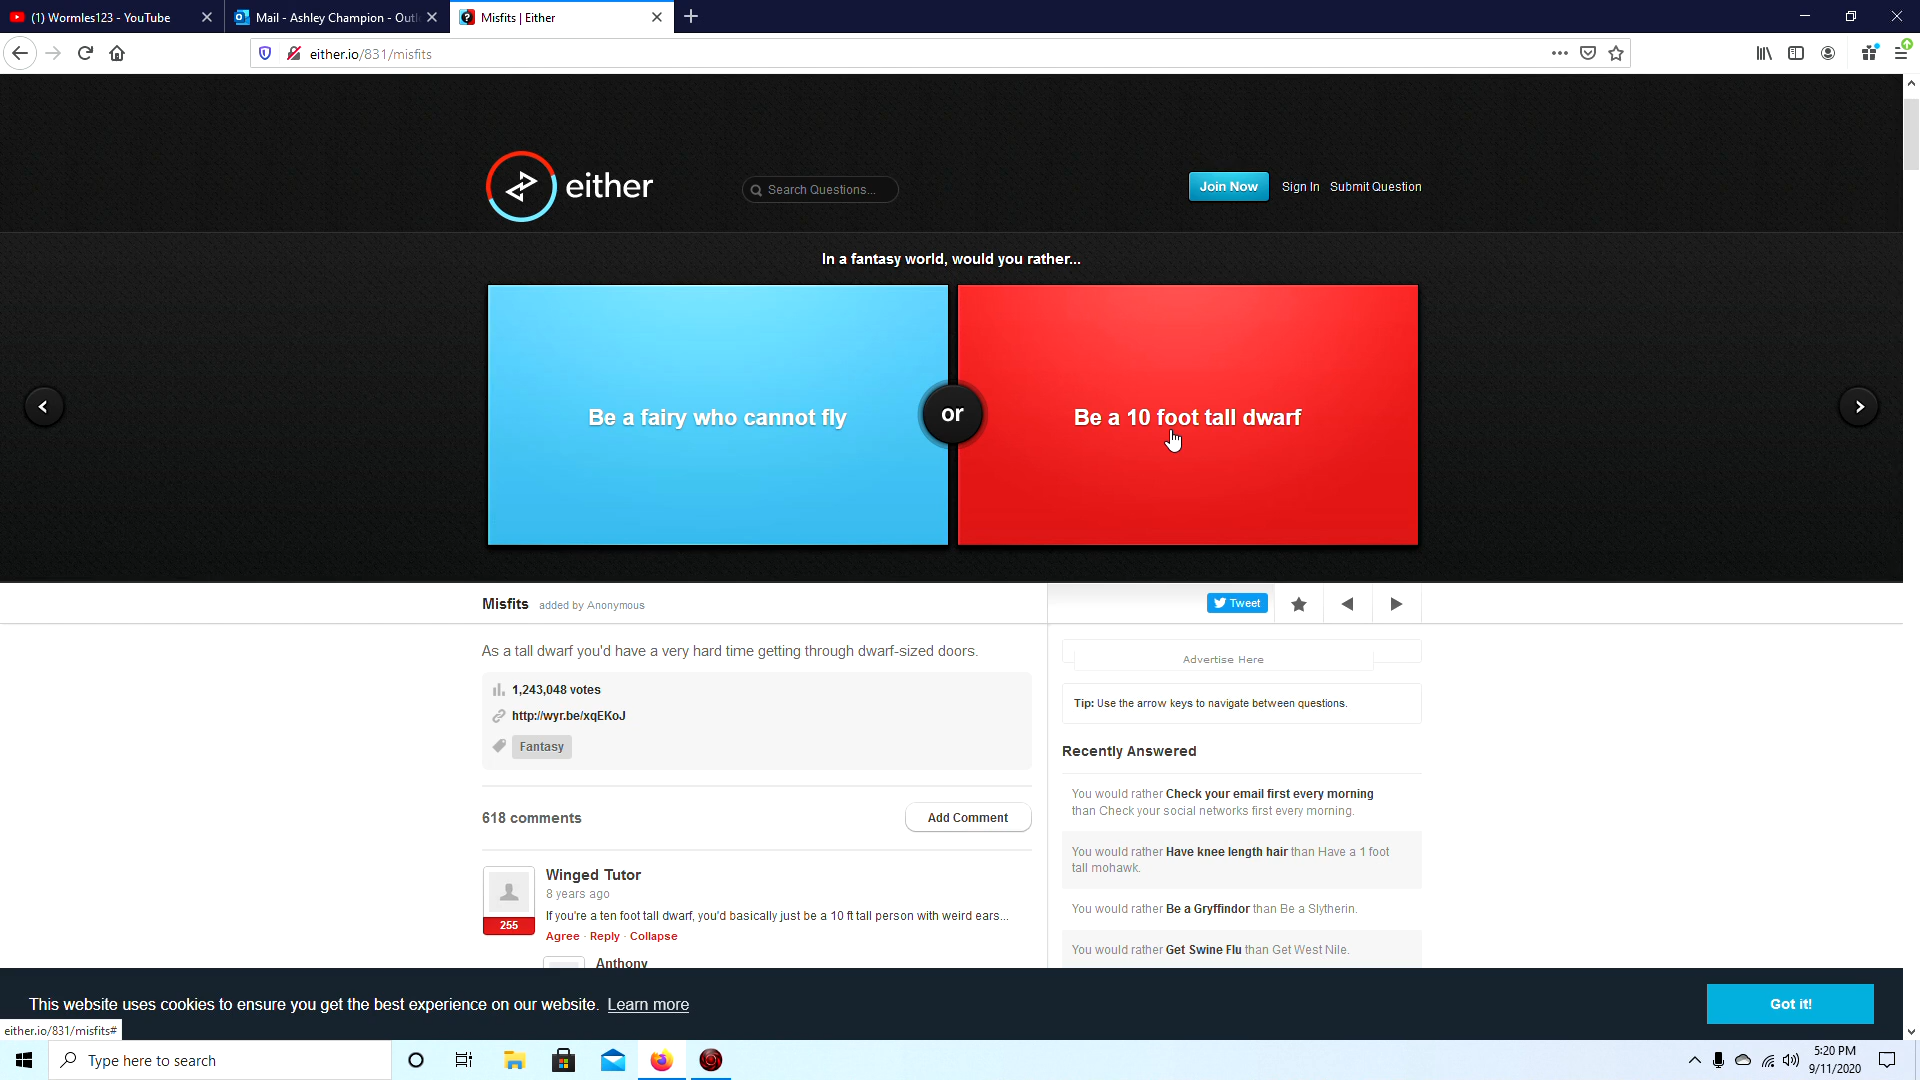 (1) Wormles123 - YouTube
Mail - Ashley Champion - Outl
Misfits | Either
either.io/831/misfits
either
Search Questions...
Join Now
Sign In
Submit Question
In a fantasy world, would you rather...
Be a fairy who cannot fly
or
Be a 10 foot tall dwarf
Misfits added by Anonymous
Tweet
As a tall dwarf you'd have a very hard time getting through dwarf-sized doors.
1,243,048 votes
http://wyr.be/xqEKoJ
Fantasy
618 comments
Add Comment
Winged Tutor
8 years ago
If you're a ten foot tall dwarf, you'd basically just be a 10 ft tall person with weird ears...
255
Agree · Reply · Collapse
Anthony
Advertise Here
Tip: Use the arrow keys to navigate between questions.
Recently Answered
You would rather Check your email first every morning
than Check your social networks first every morning.
You would rather Have knee length hair than Have a 1 foot
tall mohawk.
You would rather Be a Gryffindor than Be a Slytherin.
You would rather Get Swine Flu than Get West Nile.
This website uses cookies to ensure you get the best experience on our website. Learn more
Got it!
either.io/831/misfits#
Type here to search
5:20 PM
9/11/2020